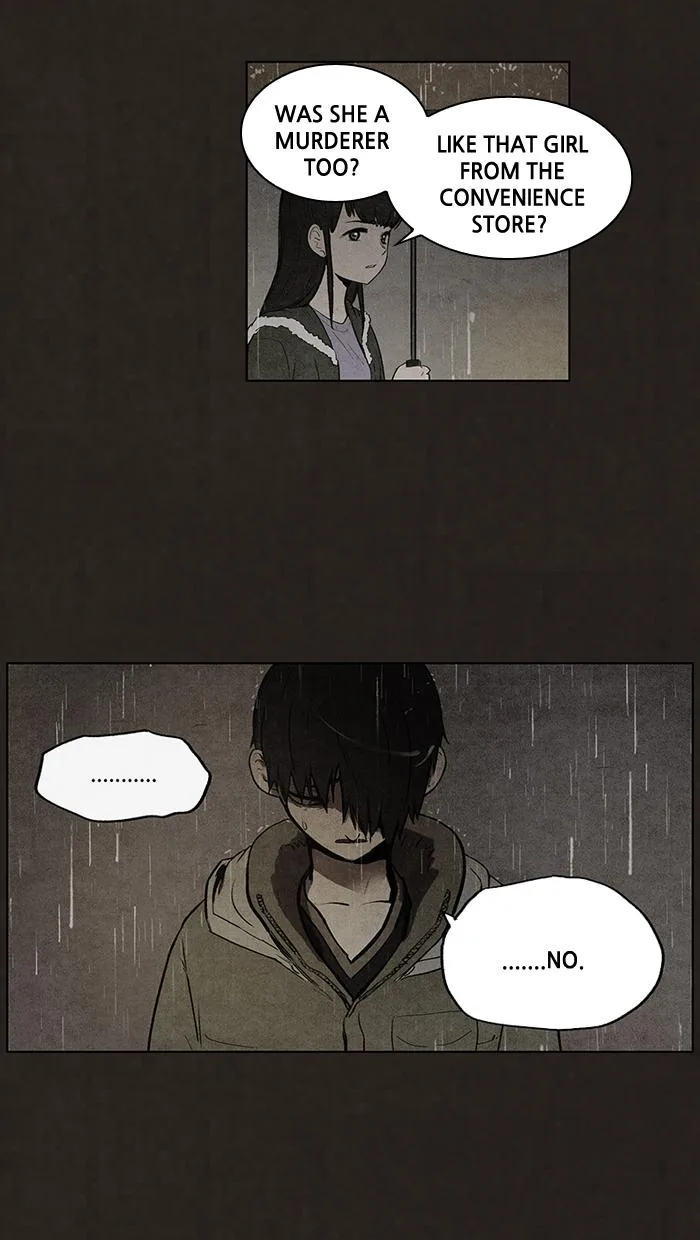 WAS SHE A
MURDERER
TOO?
LIKE THAT GIRL
FROM THE
CONVENIENCE
STORE?
...........
.......NO.